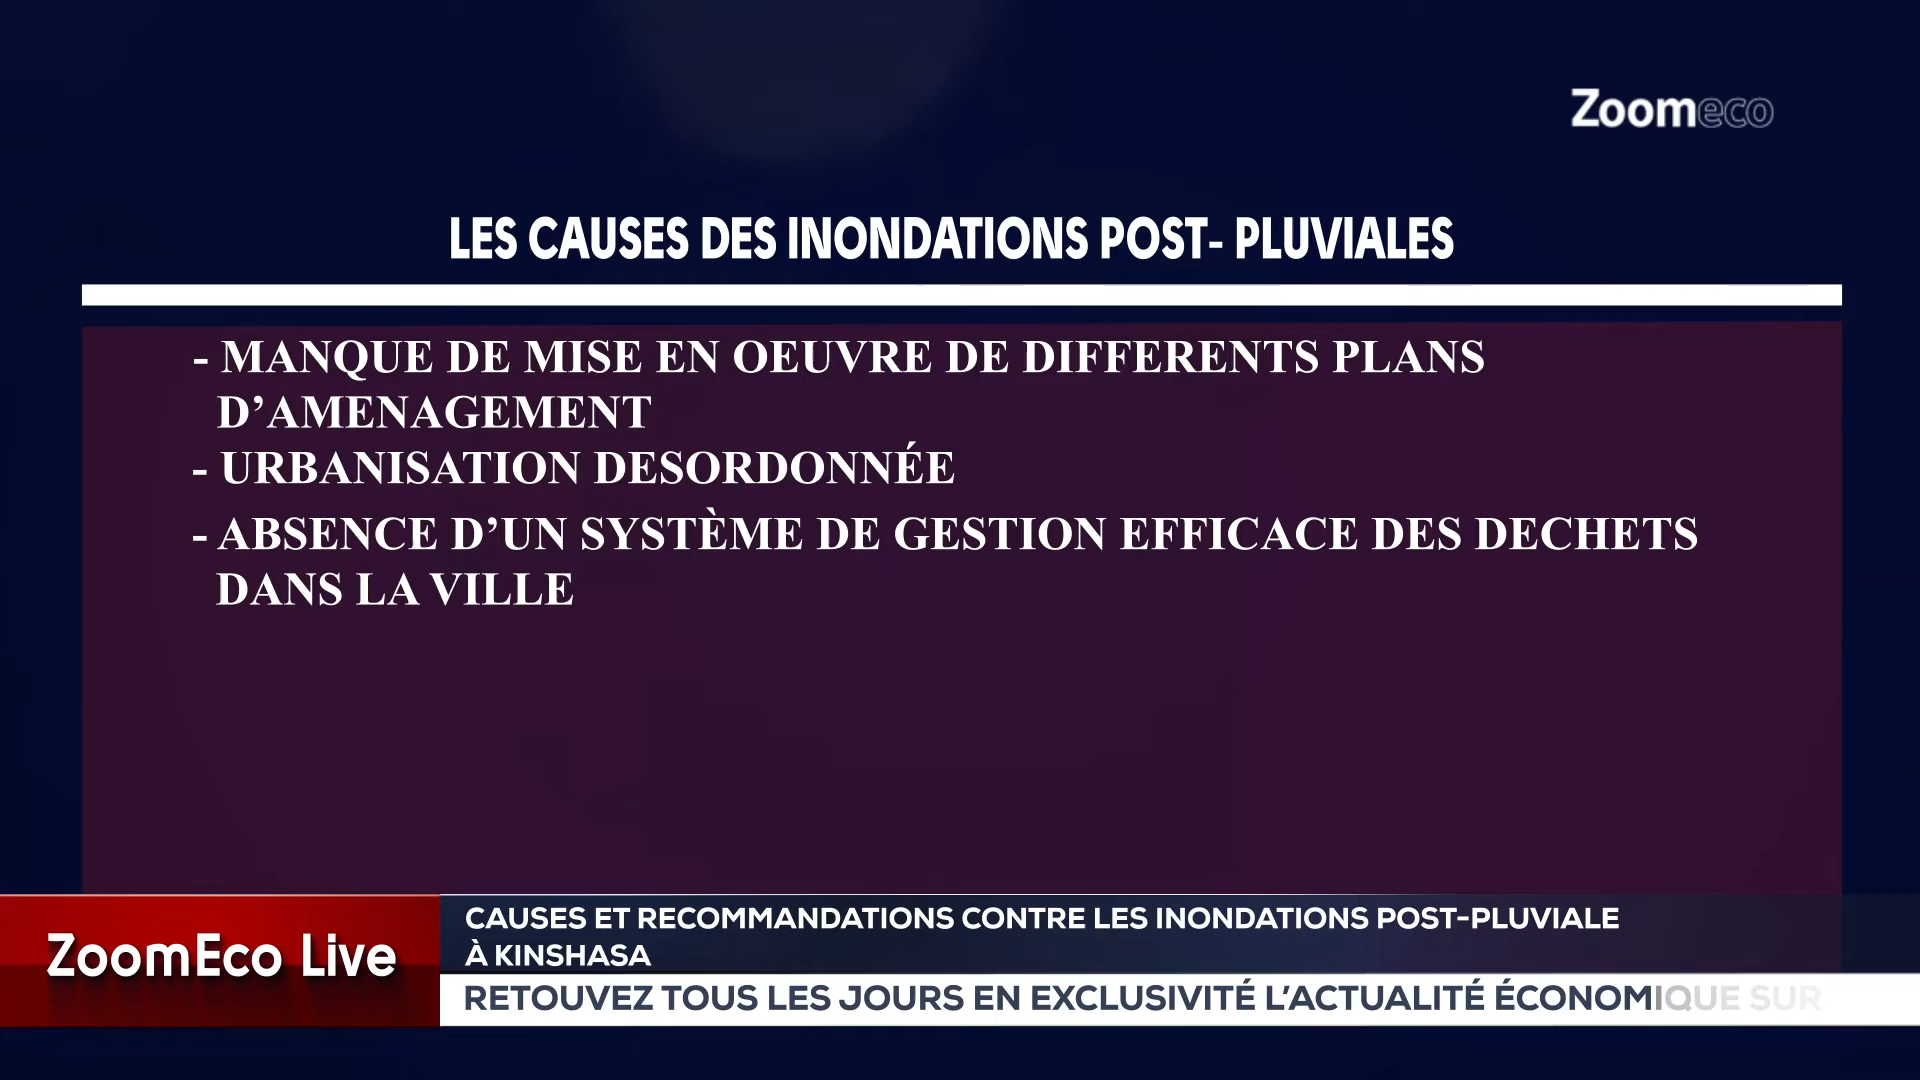 Zoomeco
LES CAUSES DES INONDATIONS POST- PLUVIALES
- MANQUE DE MISE EN OEUVRE DE DIFFERENTS PLANS
D’AMENAGEMENT
- URBANISATION DESORDONNÉE
- ABSENCE D’UN SYSTÈME DE GESTION EFFICACE DES DECHETS
DANS LA VILLE
CAUSES ET RECOMMANDATIONS CONTRE LES INONDATIONS POST-PLUVIALE
À KINSHASA
ZoomEco Live
RETOUVEZ TOUS LES JOURS EN EXCLUSIVITÉ L’ACTUALITÉ ÉCONOMIQUE SUR